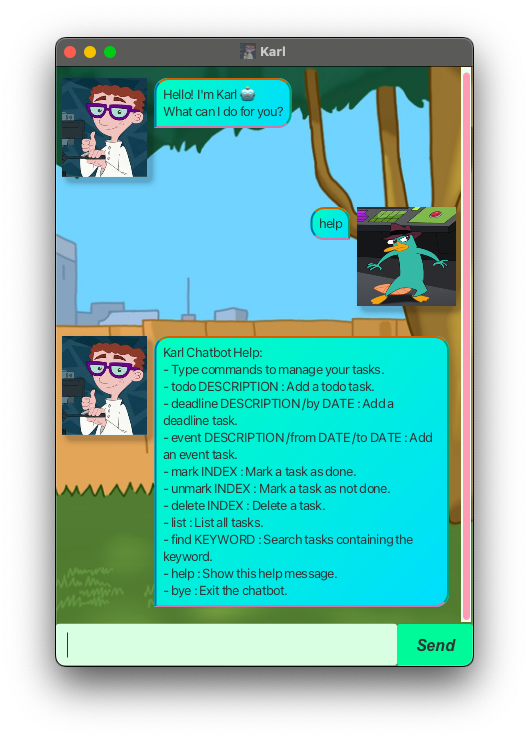 Karl
Hello! I'm Karl 🤖
What can I do for you?
help
Karl Chatbot Help:
- Type commands to manage your tasks.
- todo DESCRIPTION : Add a todo task.
- deadline DESCRIPTION /by DATE : Add a
deadline task.
- event DESCRIPTION /from DATE /to DATE : Add
an event task.
- mark INDEX : Mark a task as done.
- unmark INDEX : Mark a task as not done.
- delete INDEX : Delete a task.
- list : List all tasks.
- find KEYWORD : Search tasks containing the
keyword.
- help : Show this help message.
- bye : Exit the chatbot.
Send